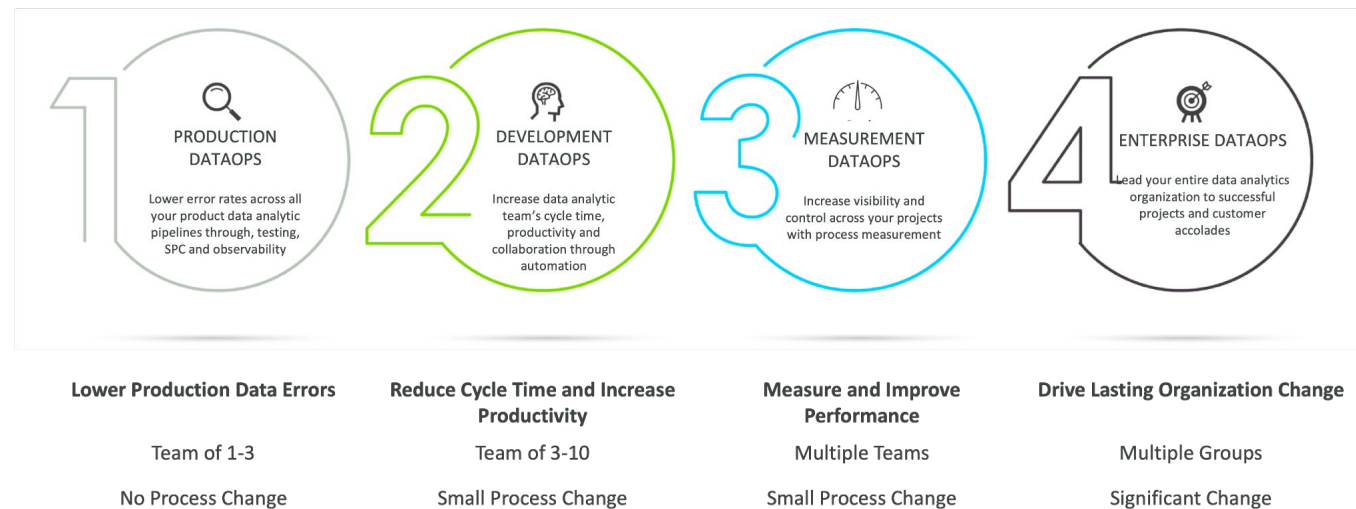 1
PRODUCTION
DATAOPS
Lower error rates across all
your product data analytic
pipelines through, testing,
SPC and observability
2
DEVELOPMENT
DATAOPS
Increase data analytic
team's cycle time,
productivity and
collaboration through
automation
3
MEASUREMENT
DATAOPS
Increase visibility and
control across your projects
with process measurement
4
ENTERPRISE DATAOPS
Lead your entire data analytics
organization to successful
projects and customer
accolades
Lower Production Data Errors
Team of 1-3
No Process Change
Reduce Cycle Time and Increase
Productivity
Team of 3-10
Small Process Change
Measure and Improve
Performance
Multiple Teams
Small Process Change
Drive Lasting Organization Change
Multiple Groups
Significant Change